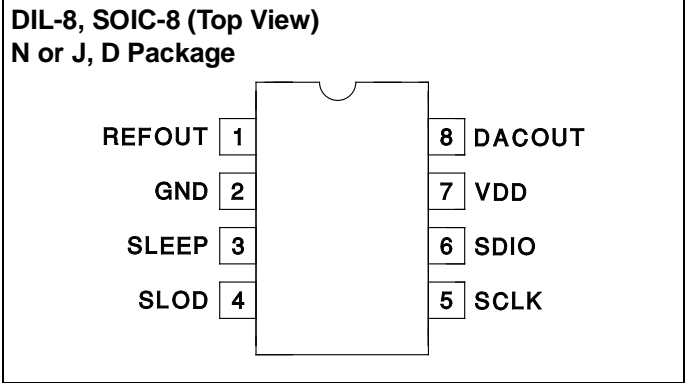 DIL-8, SOIC-8 (Top View)
N or J, D Package
REFOUT 1 8 DACOUT
GND 2 7 VDD
SLEEP 3 6 SDIO
SLOD 4 5 SCLK